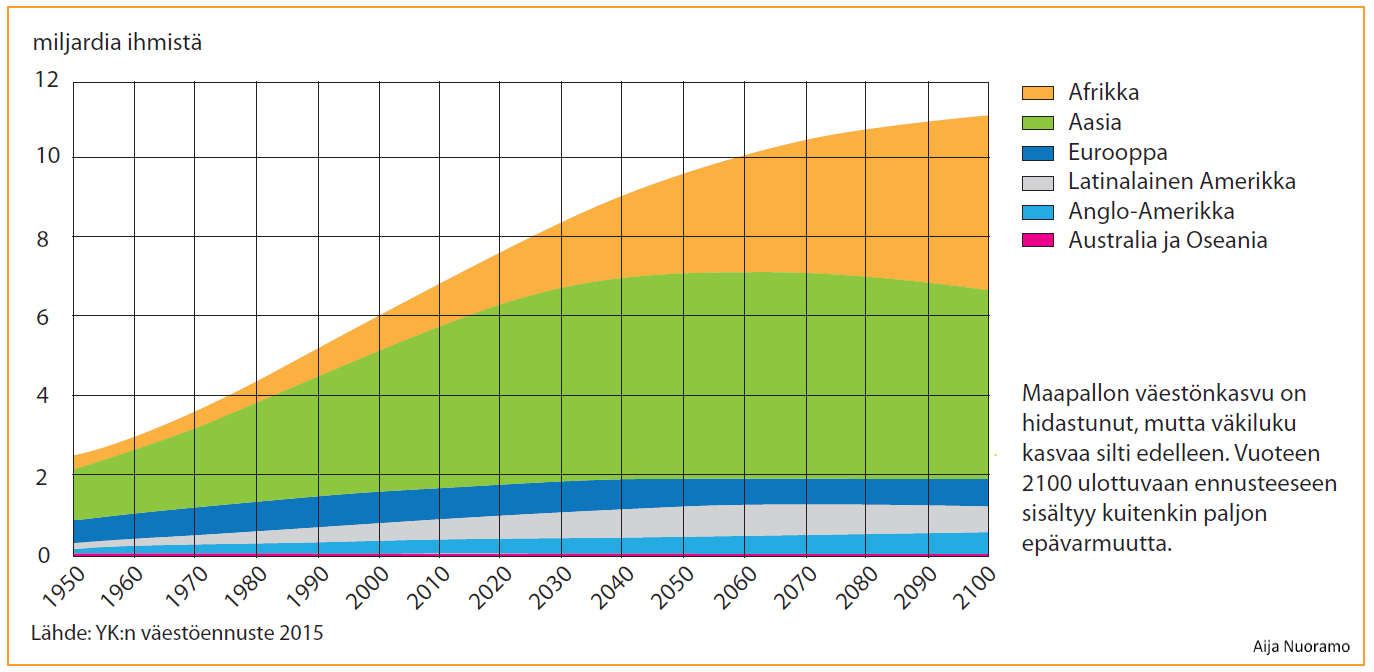 miljardia ihmistä
12
10
8
6
4
2
0
1950
1960
1970
1980
1990
2000
2010
2020
2030
2040
2050
2060
2070
2080
2090
2100
Afrikka
Aasia
Eurooppa
Latinalainen Amerikka
Anglo-Amerikka
Australia ja Oseania
Maapallon väestönkasvu on
hidastunut, mutta väkiluku
kasvaa silti edelleen. Vuoteen
2100 ulottuvaan ennusteeseen
sisältyy kuitenkin paljon
epävarmuutta.
Lähde: YK:n väestöennuste 2015
Aija Nuoramo